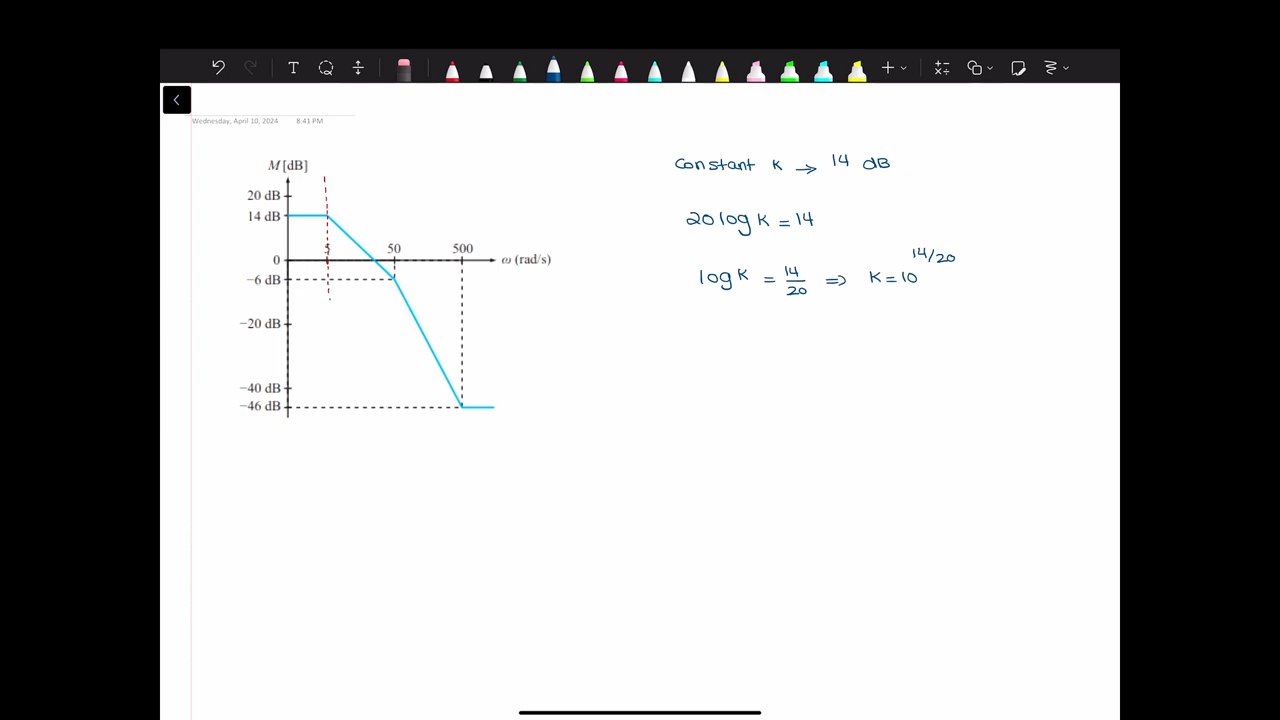 T
Wednesday, April 10, 2024 8:41 PM
M [dB]
20 dB
14 dB
5 50 500
0 ω (rad/s)
−6 dB
−20 dB
−40 dB
−46 dB
Constant K → 14 dB
20 log K = 14
log K = 14/20 ⇒ K = 10^14/20